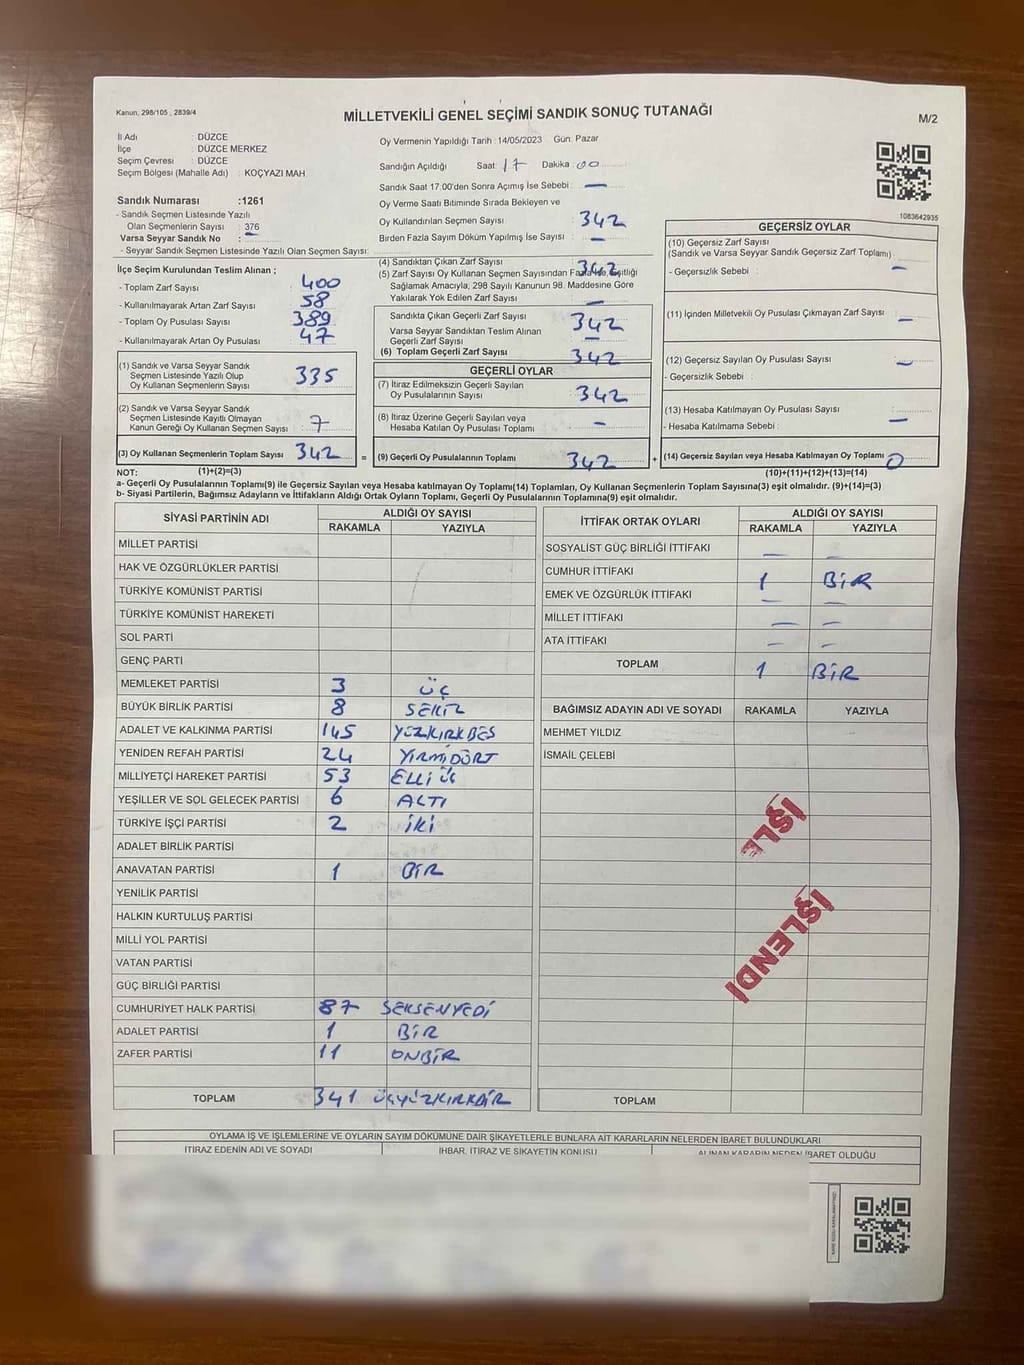 Kanun, 298/105 , 2839/4
MİLLETVEKİLİ GENEL SEÇİMİ SANDIK SONUÇ TUTANAĞI
M/2
İl Adı : DÜZCE
İlçe : DÜZCE MERKEZ
Seçim Çevresi : DÜZCE
Seçim Bölgesi (Mahalle Adı) : KOÇYAZI MAH.
Sandık Numarası :1261
- Sandık Seçmen Listesinde Yazılı
Olan Seçmenlerin Sayısı : 376
Varsa Seyyar Sandık No : —
- Seyyar Sandık Seçmen Listesinde Yazılı Olan Seçmen Sayısı:
İlçe Seçim Kurulundan Teslim Alınan ;
- Toplam Zarf Sayısı : 400
- Kullanılmayarak Artan Zarf Sayısı : 58
- Toplam Oy Pusulası Sayısı : 389
- Kullanılmayarak Artan Oy Pusulası : 47
(1) Sandık ve Varsa Seyyar Sandık
Seçmen Listesinde Yazılı Olup
Oy Kullanan Seçmenlerin Sayısı : 335
(2) Sandık ve Varsa Seyyar Sandık
Seçmen Listesinde Kayıtlı Olmayan
Kanun Gereği Oy Kullanan Seçmen Sayısı : 7
(3) Oy Kullanan Seçmenlerin Toplam Sayısı : 342
Oy Vermenin Yapıldığı Tarih :14/05/2023 Gün: Pazar
Sandığın Açıldığı Saat: 17 Dakika : 00
Sandık Saat 17.00'den Sonra Açımış İse Sebebi : —
Oy Verme Saati Bitiminde Sırada Bekleyen ve
Oy Kullandırılan Seçmen Sayısı : 342
Birden Fazla Sayım Döküm Yapılmış İse Sayısı : —
(4) Sandıktan Çıkan Zarf Sayısı : 342
(5) Zarf Sayısı Oy Kullanan Seçmen Sayısından Fazla İse, Eşitliği
Sağlamak Amacıyla, 298 Sayılı Kanunun 98. Maddesine Göre
Yakılarak Yok Edilen Zarf Sayısı : —
Sandıkta Çıkan Geçerli Zarf Sayısı : 342
Varsa Seyyar Sandıktan Teslim Alınan
Geçerli Zarf Sayısı : —
(6) Toplam Geçerli Zarf Sayısı : 342
GEÇERLİ OYLAR
(7) İtiraz Edilmeksizin Geçerli Sayılan
Oy Pusulalarının Sayısı : 342
(8) İtiraz Üzerine Geçerli Sayılan veya
Hesaba Katılan Oy Pusulası Toplamı : —
= (9) Geçerli Oy Pusulalarının Toplamı : 342
1083642935
GEÇERSİZ OYLAR
(10) Geçersiz Zarf Sayısı
(Sandık ve Varsa Seyyar Sandık Geçersiz Zarf Toplamı) : —
- Geçersizlik Sebebi :
(11) İçinden Milletvekili Oy Pusulası Çıkmayan Zarf Sayısı : —
(12) Geçersiz Sayılan Oy Pusulası Sayısı : —
- Geçersizlik Sebebi :
(13) Hesaba Katılmayan Oy Pusulası Sayısı : —
- Hesaba Katılmama Sebebi :
+ (14) Geçersiz Sayılan veya Hesaba Katılmayan Oy Toplamı : 0
NOT: (1)+(2)=(3) (10)+(11)+(12)+(13)=(14)
a- Geçerli Oy Pusulalarının Toplamı(9) ile Geçersiz Sayılan veya Hesaba katılmayan Oy Toplamı(14) Toplamları, Oy Kullanan Seçmenlerin Toplam Sayısına(3) eşit olmalıdır. (9)+(14)=(3)
b- Siyasi Partilerin, Bağımsız Adayların ve İttifakların Aldığı Ortak Oyların Toplamı, Geçerli Oy Pusulalarının Toplamına(9) eşit olmalıdır.
SİYASİ PARTİNİN ADI ALDIĞI OY SAYISI
RAKAMLA YAZIYLA
MİLLET PARTİSİ
HAK VE ÖZGÜRLÜKLER PARTİSİ
TÜRKİYE KOMÜNİST PARTİSİ
TÜRKİYE KOMÜNİST HAREKETİ
SOL PARTİ
GENÇ PARTİ
MEMLEKET PARTİSİ 3 ÜÇ
BÜYÜK BİRLİK PARTİSİ 8 SEKİZ
ADALET VE KALKINMA PARTİSİ 145 YÜZKIRKBEŞ
YENİDEN REFAH PARTİSİ 24 YİRMİDÖRT
MİLLİYETÇİ HAREKET PARTİSİ 53 ELLİ ÜÇ
YEŞİLLER VE SOL GELECEK PARTİSİ 6 ALTI
TÜRKİYE İŞÇİ PARTİSİ 2 İKİ
ADALET BİRLİK PARTİSİ
ANAVATAN PARTİSİ 1 BİR
YENİLİK PARTİSİ
HALKIN KURTULUŞ PARTİSİ
MİLLİ YOL PARTİSİ
VATAN PARTİSİ
GÜÇ BİRLİĞİ PARTİSİ
CUMHURİYET HALK PARTİSİ 87 SEKSENYEDİ
ADALET PARTİSİ 1 BİR
ZAFER PARTİSİ 11 ONBİR
TOPLAM 341 ÜÇYÜZKIRKBİR
İTTİFAK ORTAK OYLARI ALDIĞI OY SAYISI
RAKAMLA YAZIYLA
SOSYALİST GÜÇ BİRLİĞİ İTTİFAKI — —
CUMHUR İTTİFAKI 1 BİR
EMEK VE ÖZGÜRLÜK İTTİFAKI — —
MİLLET İTTİFAKI — —
ATA İTTİFAKI — —
TOPLAM 1 BİR
BAĞIMSIZ ADAYIN ADI VE SOYADI RAKAMLA YAZIYLA
MEHMET YILDIZ
İSMAİL ÇELEBİ
İŞLE
İŞLENDİ
TOPLAM
OYLAMA İŞ VE İŞLEMLERİNE VE OYLARIN SAYIM DÖKÜMÜNE DAİR ŞİKAYETLERLE BUNLARA AİT KARARLARIN NELERDEN İBARET BULUNDUKLARI
İTİRAZ EDENİN ADI VE SOYADI İHBAR, İTİRAZ VE ŞİKAYETİN KONUSU ALINAN KARARIN NEDEN İBARET OLDUĞU